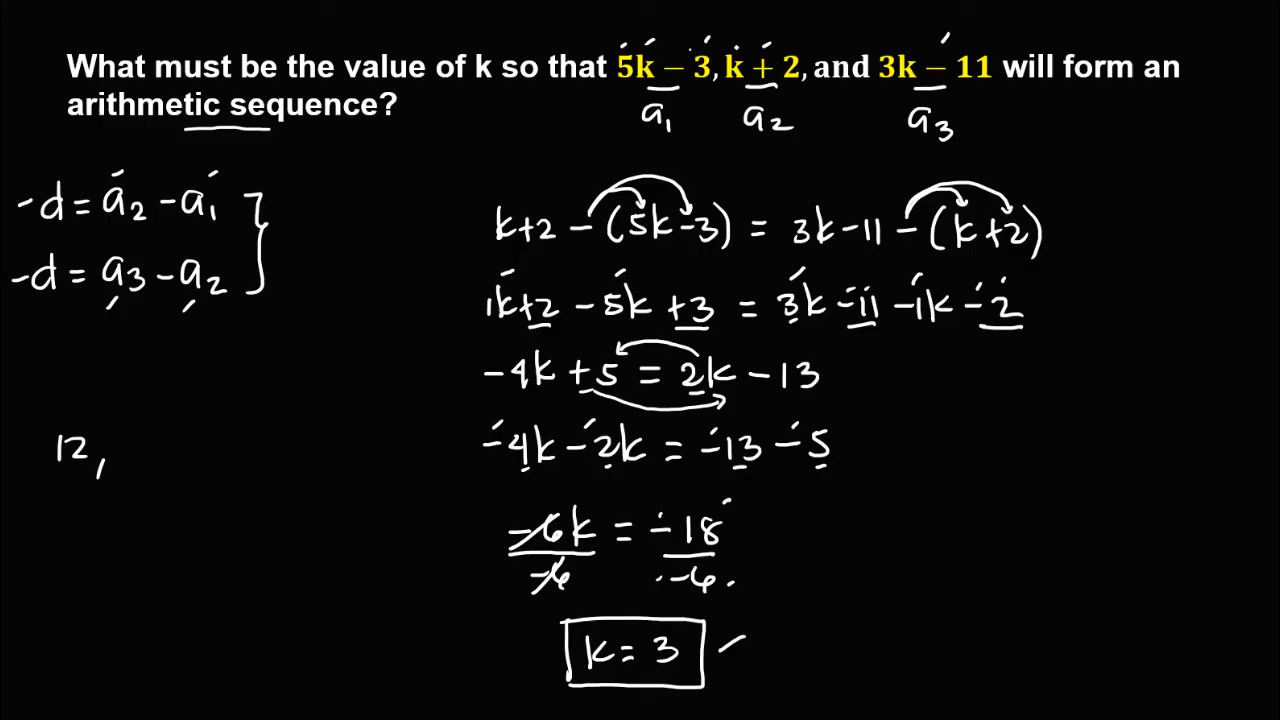 What must be the value of k so that 5k − 3, k + 2, and 3k − 11 will form an
arithmetic sequence?
a₁ a₂ a₃
-d = a₂ - a₁
-d = a₃ - a₂
k+2 - (5k-3) = 3k-11 - (k+2)
1k+2 - 5k +3 = 3k -11 -1k -2
-4k +5 = 2k -13
-4k -2k = -13 -5
12,
-6k = -18
-6 -6
k = 3